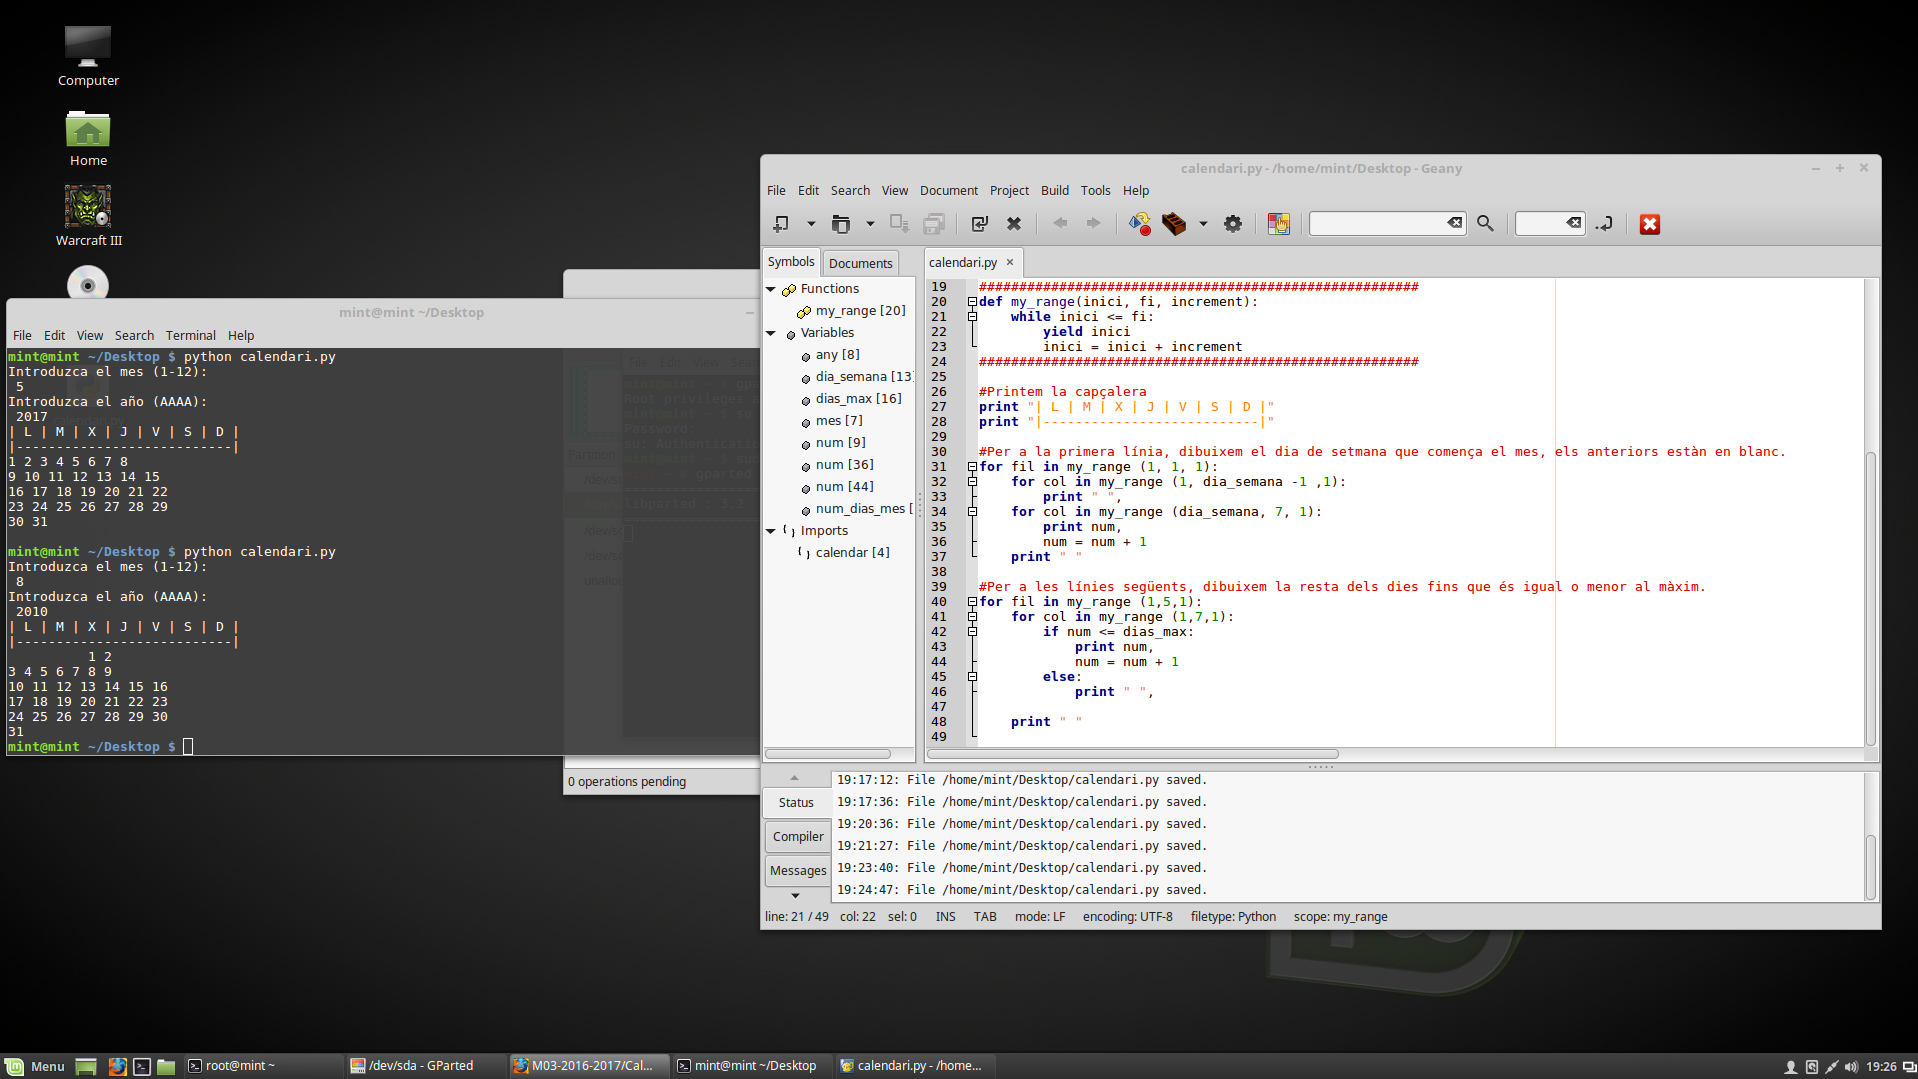 Computer
Home
Warcraft III
mint@mint ~/Desktop
File Edit View Search Terminal Help
mint@mint ~/Desktop $ python calendari.py
Introduzca el mes (1-12):
5
Introduzca el año (AAAA):
2017
| L | M | X | J | V | S | D |
|---------------------------|
1 2 3 4 5 6 7 8
9 10 11 12 13 14 15
16 17 18 19 20 21 22
23 24 25 26 27 28 29
30 31
mint@mint ~/Desktop $ python calendari.py
Introduzca el mes (1-12):
8
Introduzca el año (AAAA):
2010
| L | M | X | J | V | S | D |
|---------------------------|
1 2
3 4 5 6 7 8 9
10 11 12 13 14 15 16
17 18 19 20 21 22 23
24 25 26 27 28 29 30
31
mint@mint ~/Desktop $
0 operations pending
calendari.py - /home/mint/Desktop - Geany
File Edit Search View Document Project Build Tools Help
Symbols Documents
Functions
my_range [20]
Variables
any [8]
dia_semana [13]
dias_max [16]
mes [7]
num [9]
num [36]
num [44]
num_dias_mes [
Imports
calendar [4]
calendari.py
19 #######################################################
20 def my_range(inici, fi, increment):
21 while inici <= fi:
22 yield inici
23 inici = inici + increment
24 #######################################################
25
26 #Printem la capçalera
27 print "| L | M | X | J | V | S | D |"
28 print "|---------------------------|"
29
30 #Per a la primera línia, dibuixem el dia de setmana que comença el mes, els anteriors estàn en blanc.
31 for fil in my_range (1, 1, 1):
32 for col in my_range (1, dia_semana -1 ,1):
33 print " ",
34 for col in my_range (dia_semana, 7, 1):
35 print num,
36 num = num + 1
37 print " "
38
39 #Per a les línies següents, dibuixem la resta dels dies fins que és igual o menor al màxim.
40 for fil in my_range (1,5,1):
41 for col in my_range (1,7,1):
42 if num <= dias_max:
43 print num,
44 num = num + 1
45 else:
46 print " ",
47
48 print " "
49
Status
Compiler
Messages
19:17:12: File /home/mint/Desktop/calendari.py saved.
19:17:36: File /home/mint/Desktop/calendari.py saved.
19:20:36: File /home/mint/Desktop/calendari.py saved.
19:21:27: File /home/mint/Desktop/calendari.py saved.
19:23:40: File /home/mint/Desktop/calendari.py saved.
19:24:47: File /home/mint/Desktop/calendari.py saved.
line: 21 / 49 col: 22 sel: 0 INS TAB mode: LF encoding: UTF-8 filetype: Python scope: my_range
Menu root@mint ~ /dev/sda - GParted M03-2016-2017/Cal... mint@mint ~/Desktop calendari.py - /home... 19:26